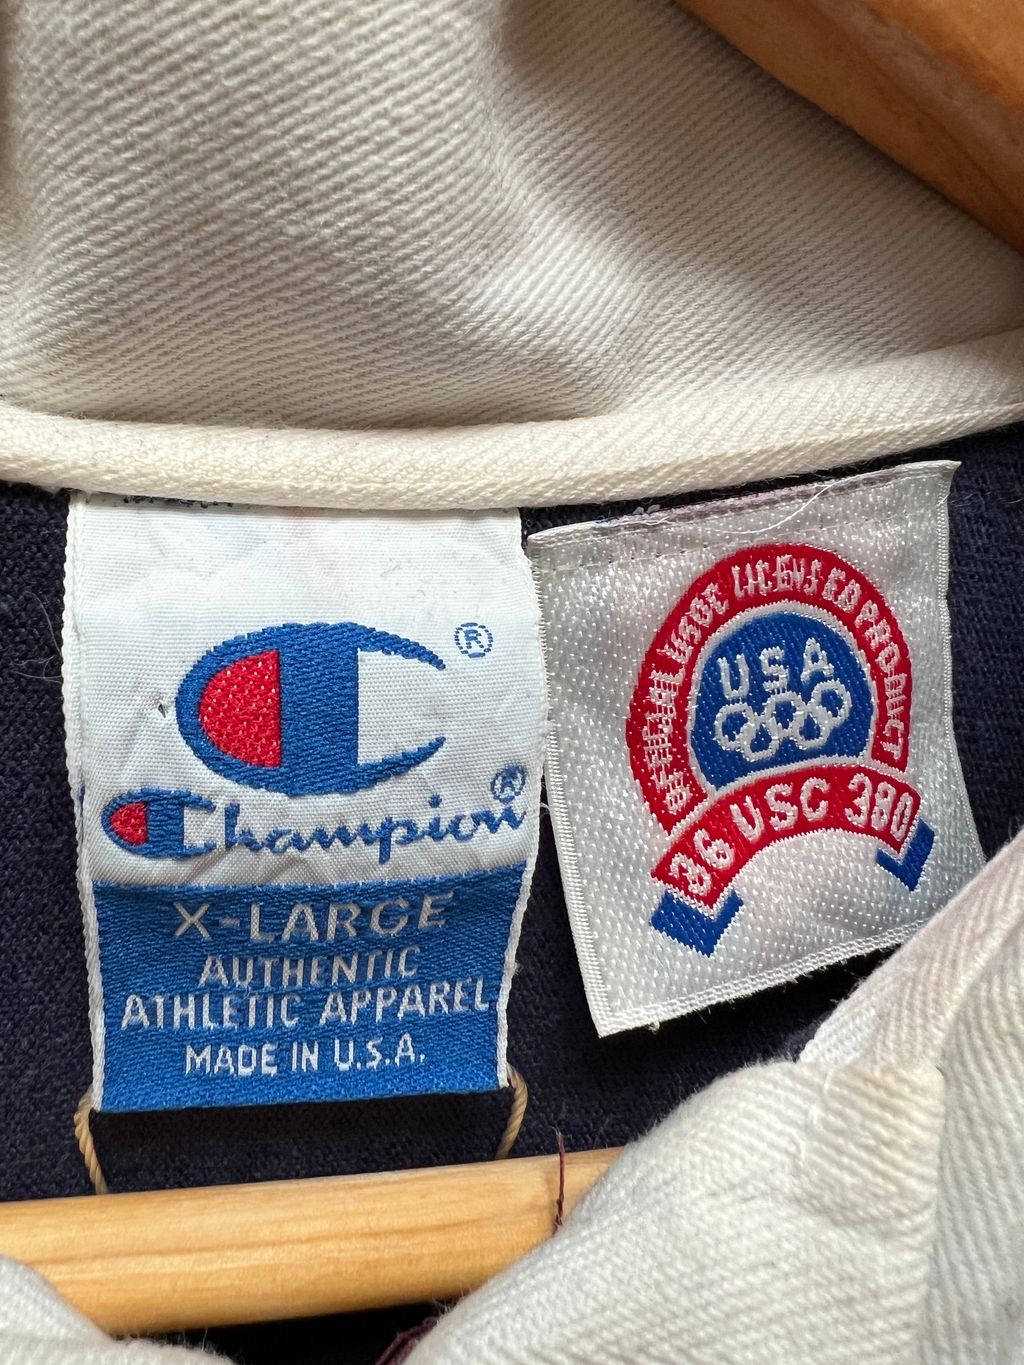 ®
Champion®
X-LARGE
AUTHENTIC
ATHLETIC APPAREL
MADE IN U.S.A.
OFFICIAL USOC LICENSED PRODUCT
USA
36 USC 380